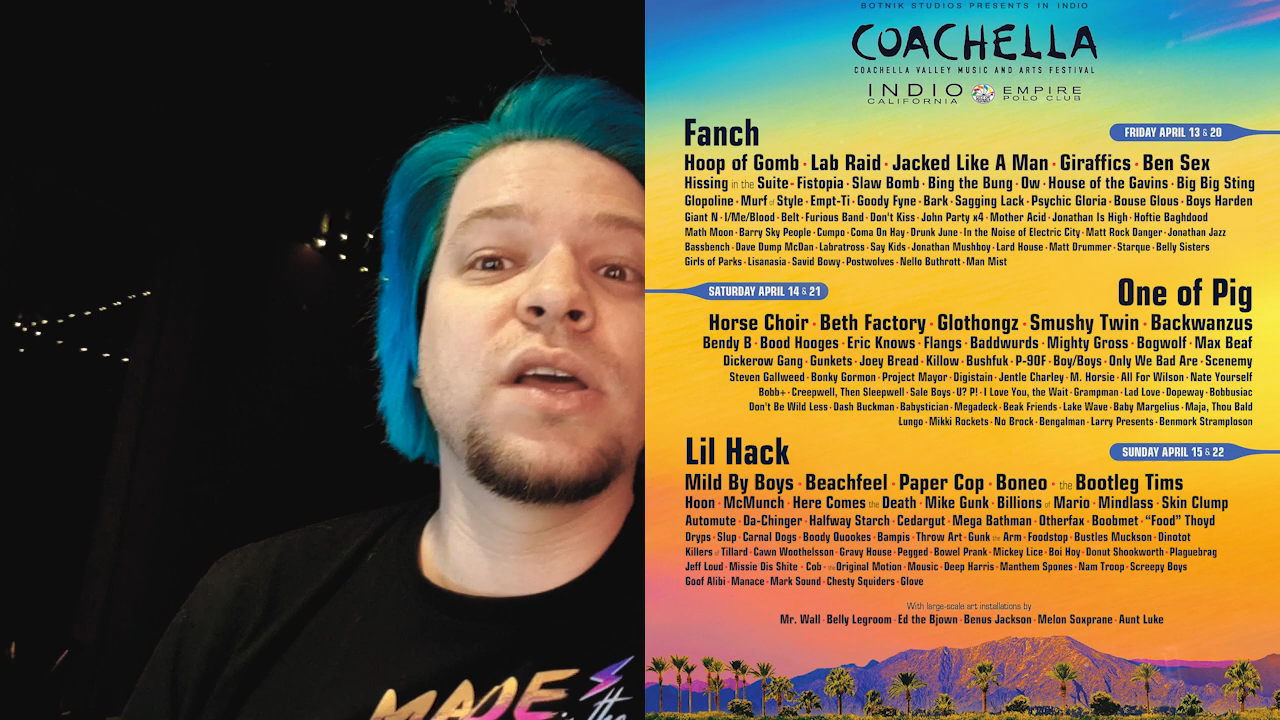 MADE
in the
BOTNIK STUDIOS PRESENTS IN INDIO
COACHELLA
COACHELLA VALLEY MUSIC AND ARTS FESTIVAL
INDIO CALIFORNIA EMPIRE POLO CLUB
Fanch
FRIDAY APRIL 13 & 20
Hoop of Gomb · Lab Raid · Jacked Like A Man · Giraffics · Ben Sex
Hissing in the Suite · Fistopia · Slaw Bomb · Bing the Bung · Ow · House of the Gavins · Big Big Sting
Glopoline · Murf of Style · Empt-Ti · Goody Fyne · Bark · Sagging Lack · Psychic Gloria · Bouse Glous · Boys Harden
Giant N · I/Me/Blood · Belt · Furious Band · Don't Kiss · John Party x4 · Mother Acid · Jonathan Is High · Hoftie Baghdood
Math Moon · Barry Sky People · Cumpo · Coma On Hay · Drunk June · In the Noise of Electric City · Matt Rock Danger · Jonathan Jazz
Bassbench · Dave Dump McDan · Labratross · Say Kids · Jonathan Mushboy · Lard House · Matt Drummer · Starque · Belly Sisters
Girls of Parks · Lisanasia · Savid Bowy · Postwolves · Nello Buthrott · Man Mist
SATURDAY APRIL 14 & 21
One of Pig
Horse Choir · Beth Factory · Glothongz · Smushy Twin · Backwanzus
Bendy B · Bood Hooges · Eric Knows · Flangs · Baddwurds · Mighty Gross · Bogwolf · Max Beaf
Dickerow Gang · Gunkets · Joey Bread · Killow · Bushfuk · P-90F · Boy/Boys · Only We Bad Are · Scenemy
Steven Gallweed · Bonky Gormon · Project Mayor · Digistain · Jentle Charley · M. Horsie · All For Wilson · Nate Yourself
Bobb+ · Creepwell, Then Sleepwell · Sale Boys · U? P! · I Love You, the Wait · Grampman · Lad Love · Dopeway · Bobbusiac
Don't Be Wild Less · Dash Buckman · Babystician · Megadeck · Beak Friends · Lake Wave · Baby Margelius · Maja, Thou Bald
Lungo · Mikki Rockets · No Brock · Bengalman · Larry Presents · Benmork Stramploson
Lil Hack
SUNDAY APRIL 15 & 22
Mild By Boys · Beachfeel · Paper Cop · Boneo · the Bootleg Tims
Hoon · McMunch · Here Comes the Death · Mike Gunk · Billions of Mario · Mindlass · Skin Clump
Automute · Da-Chinger · Halfway Starch · Cedargut · Mega Bathman · Otherfax · Boobmet · “Food” Thoyd
Dryps · Slup · Carnal Dogs · Boody Quookes · Bampis · Throw Art · Gunk the Arm · Foodstop · Bustles Muckson · Dinotot
Killers of Tillard · Cawn Woothelsson · Gravy House · Pegged · Bowel Prank · Mickey Lice · Boi Hoy · Donut Shookworth · Plaguebrag
Jeff Loud · Missie Dis Shite · Cob · the Original Motion · Mousic · Deep Harris · Manthem Spones · Nam Troop · Screepy Boys
Goof Alibi · Manace · Mark Sound · Chesty Squiders · Glove
With large-scale art installations by
Mr. Wall · Belly Legroom · Ed the Bjown · Benus Jackson · Melon Soxprane · Aunt Luke